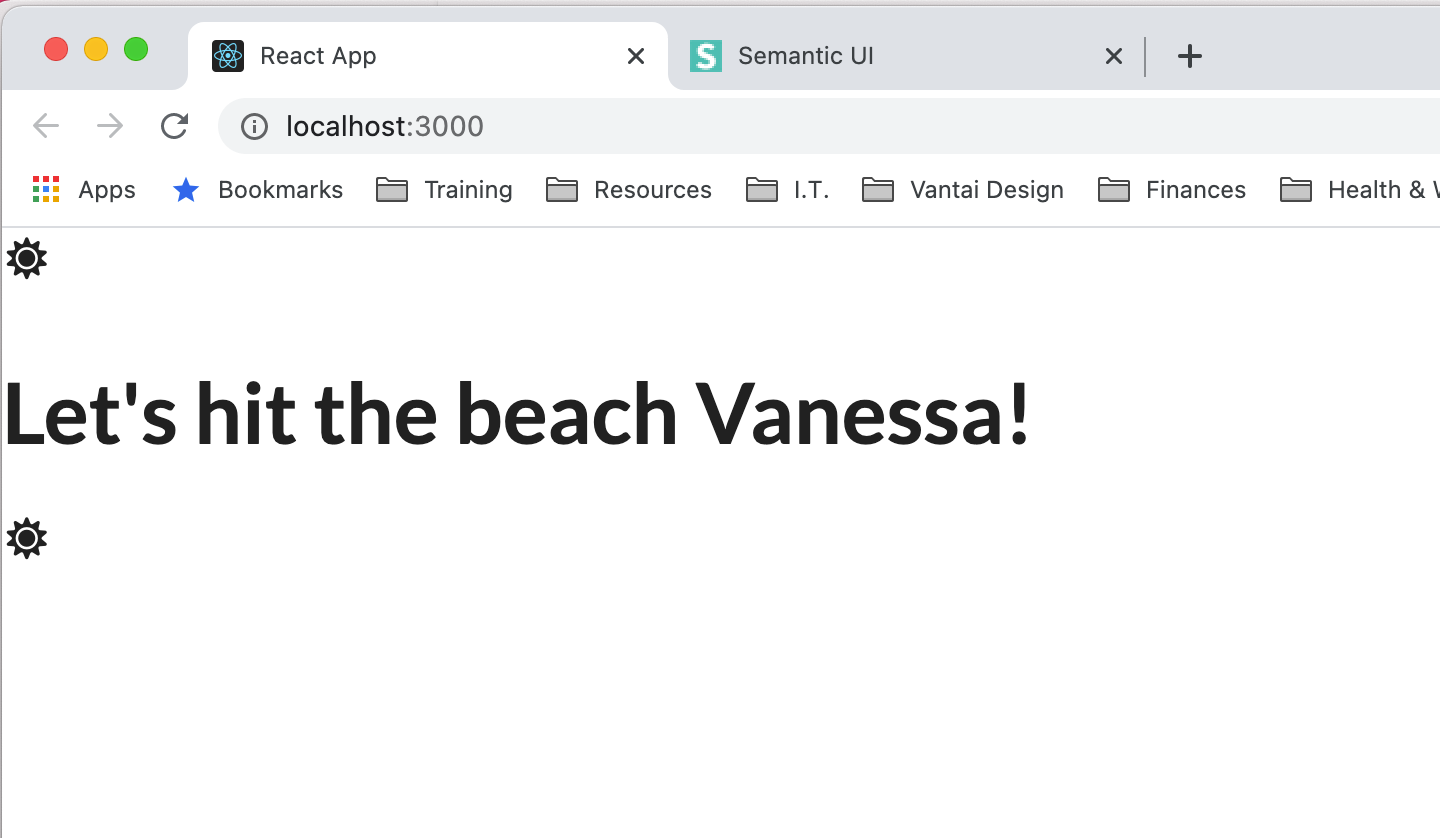 React App
Semantic UI
localhost:3000
Apps Bookmarks Training Resources I.T. Vantai Design Finances Health &
Let's hit the beach Vanessa!